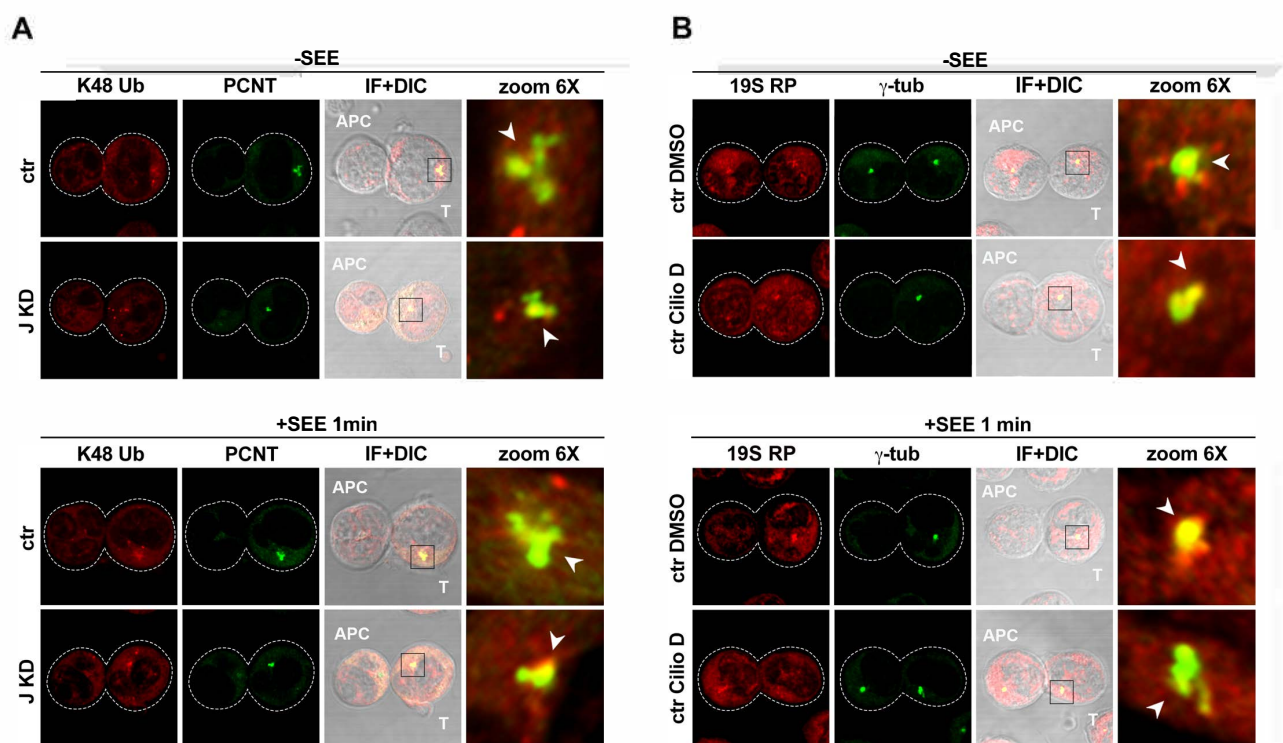 A
-SEE
K48 Ub PCNT IF+DIC zoom 6X
ctr
APC
T
J KD
APC
T
+SEE 1min
K48 Ub PCNT IF+DIC zoom 6X
ctr
APC
T
J KD
APC
T
B
-SEE
19S RP γ-tub IF+DIC zoom 6X
ctr DMSO
APC
T
ctr Cilio D
APC
T
+SEE 1 min
19S RP γ-tub IF+DIC zoom 6X
ctr DMSO
APC
T
ctr Cilio D
APC
T